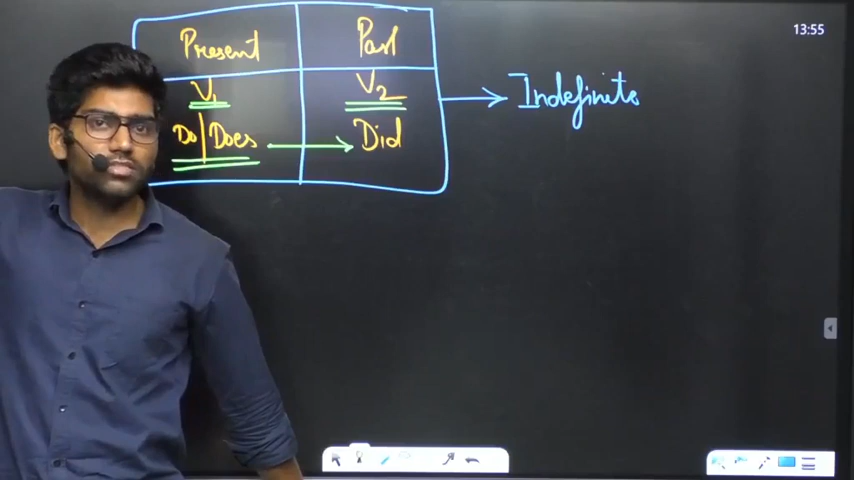 13:55
Present Past
V1 V2
Indefinite
Do|Does Did